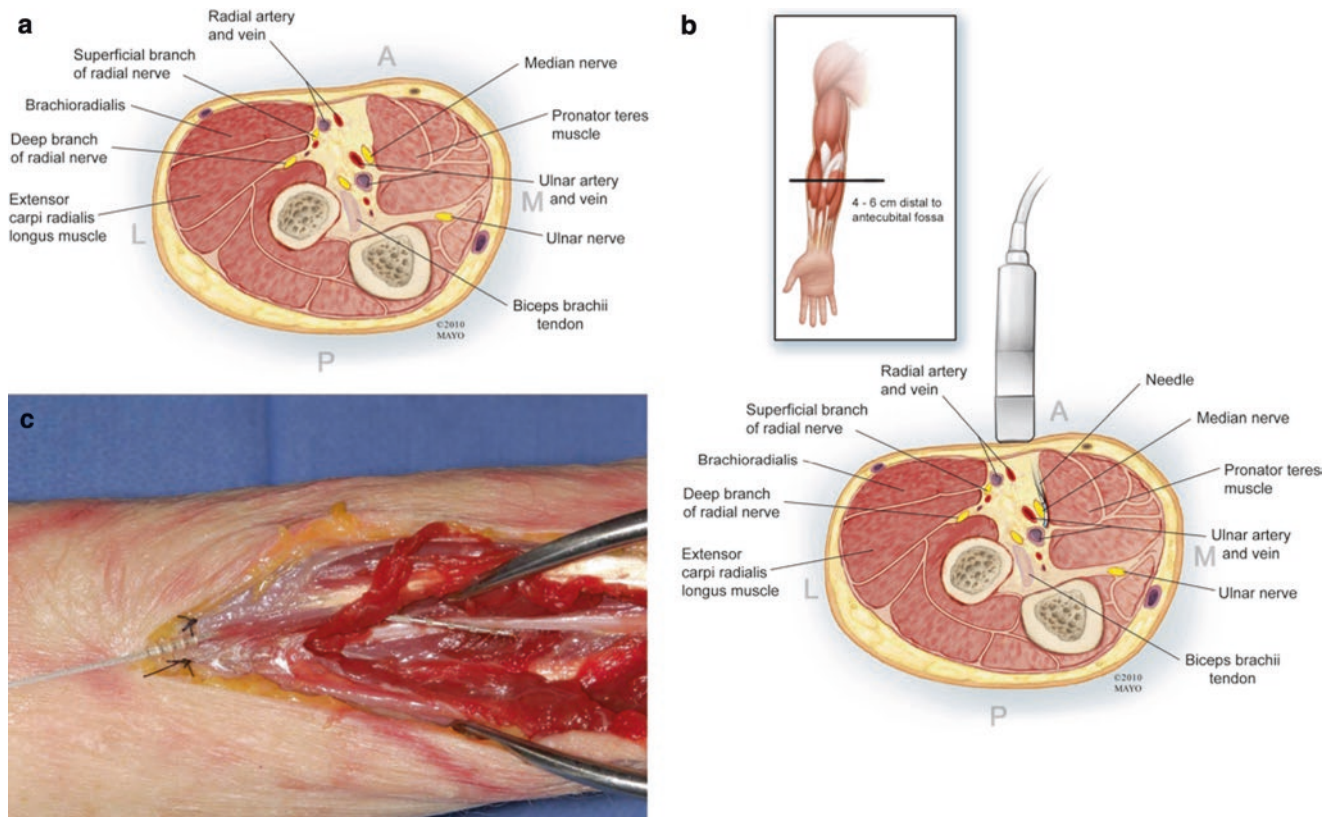 a
Radial artery
and vein
A
Superficial branch
of radial nerve
Median nerve
Brachioradialis
Pronator teres
muscle
Deep branch
of radial nerve
Ulnar artery
and vein
Extensor
carpi radialis
longus muscle
L
M
Ulnar nerve
Biceps brachii
tendon
©2010
MAYO
P
b
4 - 6 cm distal to
antecubital fossa
Radial artery
and vein
A
Needle
Superficial branch
of radial nerve
Median nerve
Brachioradialis
Pronator teres
muscle
Deep branch
of radial nerve
Ulnar artery
and vein
Extensor
carpi radialis
longus muscle
L
M
Ulnar nerve
Biceps brachii
tendon
©2010
MAYO
P
c